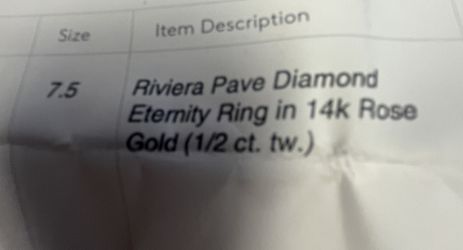 Size Item Description
7.5 Riviera Pave Diamond
Eternity Ring in 14k Rose
Gold (1/2 ct. tw.)